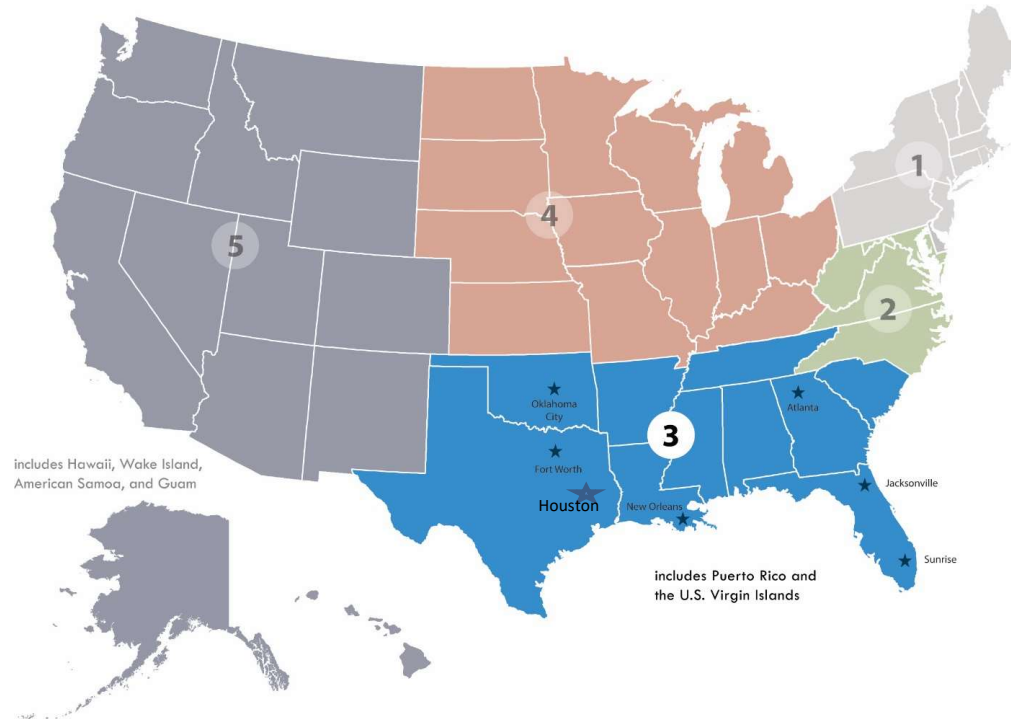 1
4
5
2
Oklahoma
City
Atlanta
3
includes Hawaii, Wake Island,
American Samoa, and Guam
Fort Worth
Jacksonville
Houston
New Orleans
Sunrise
includes Puerto Rico and
the U.S. Virgin Islands